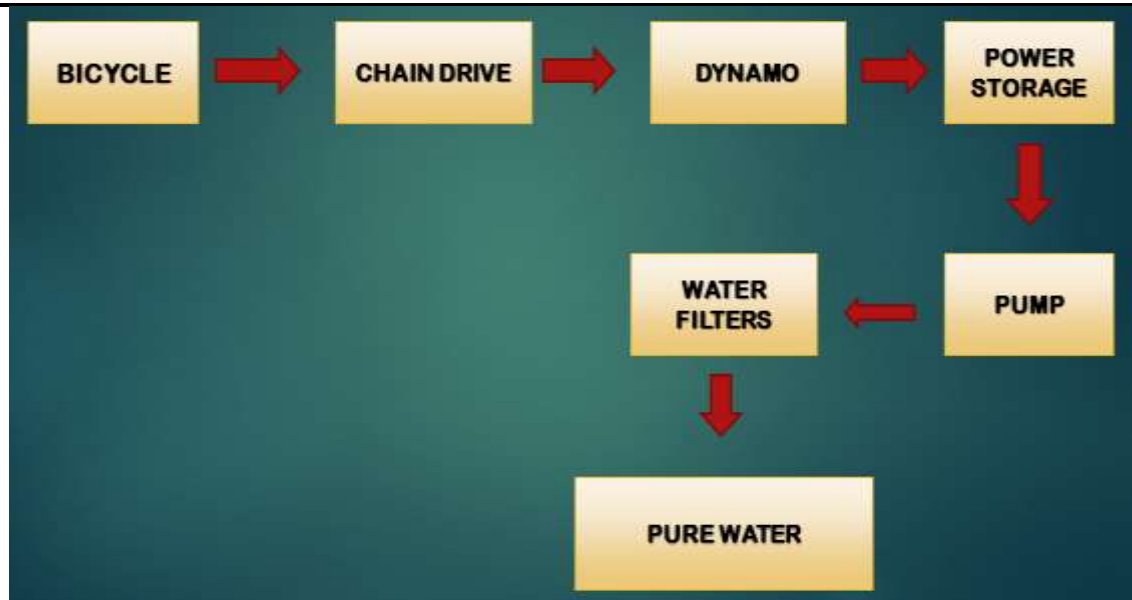 BICYCLE
CHAIN DRIVE
DYNAMO
POWER
STORAGE
WATER
FILTERS
PUMP
PURE WATER